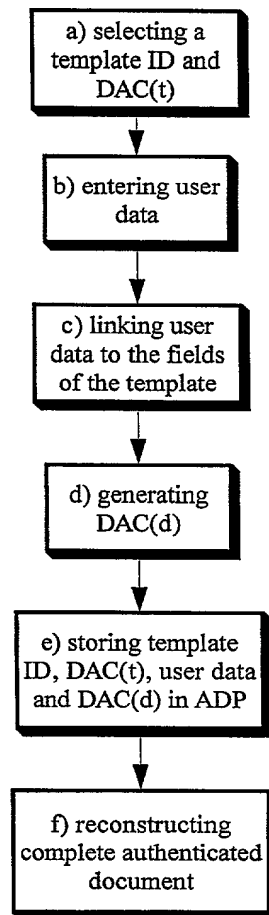 a) selecting a
template ID and
DAC(t)
b) entering user
data
c) linking user
data to the fields
of the template
d) generating
DAC(d)
e) storing template
ID, DAC(t), user data
and DAC(d) in ADP
f) reconstructing
complete authenticated
document